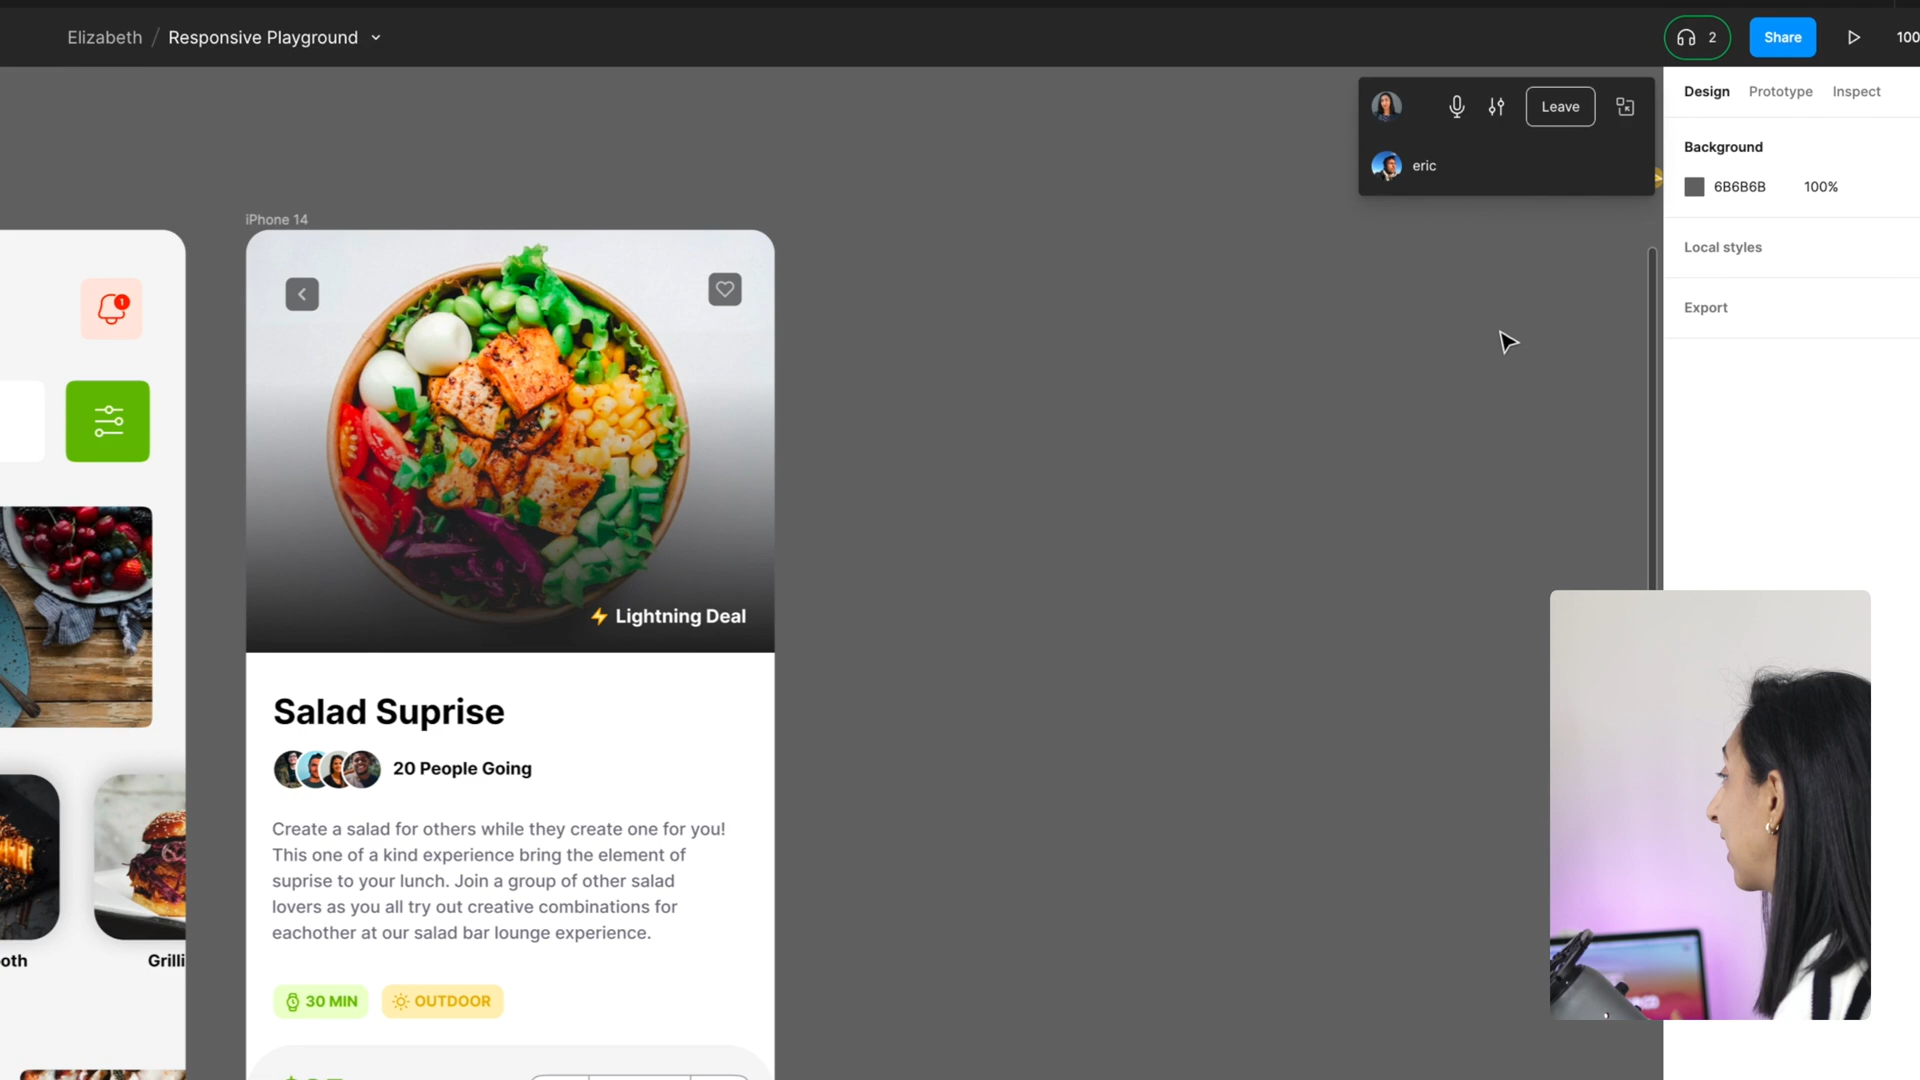 Elizabeth / Responsive Playground
2
Share
100
Leave
eric
Design Prototype Inspect
Background
6B6B6B 100%
Local styles
Export
iPhone 14
1
Lightning Deal
Salad Suprise
20 People Going
Create a salad for others while they create one for you!
This one of a kind experience bring the element of
suprise to your lunch. Join a group of other salad
lovers as you all try out creative combinations for
eachother at our salad bar lounge experience.
30 MIN OUTDOOR
oth
Grilli